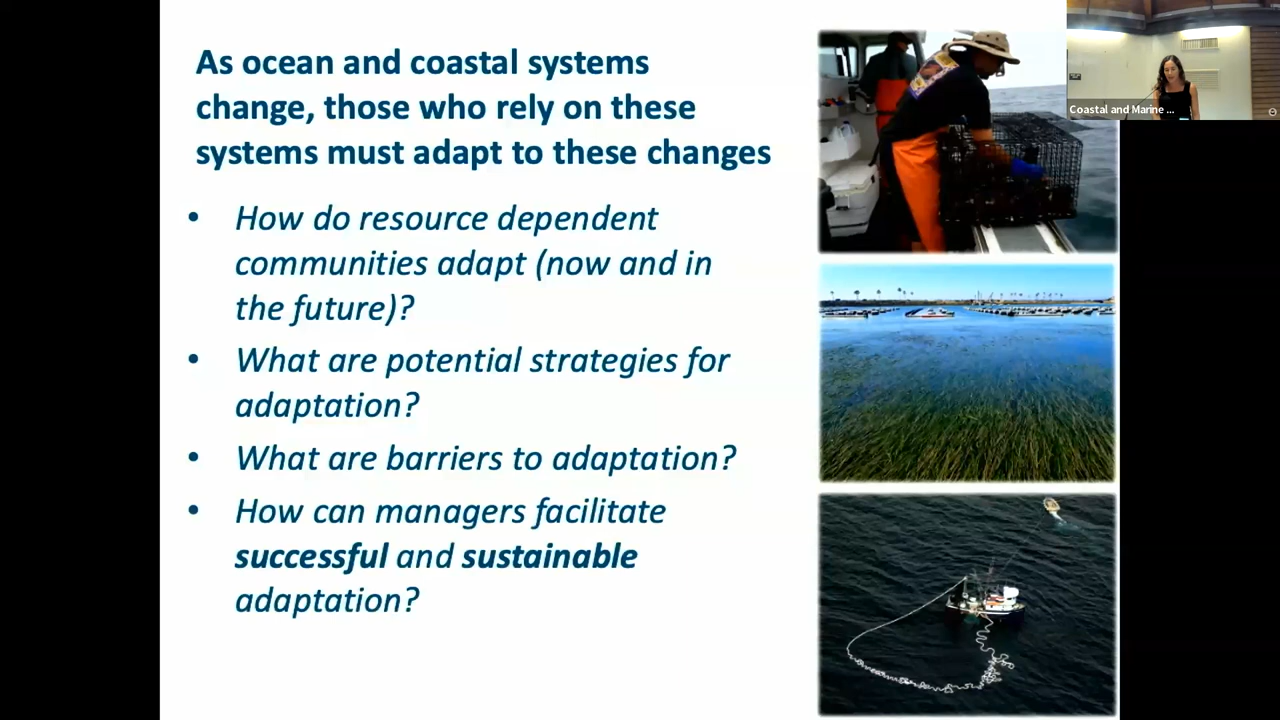 As ocean and coastal systems
change, those who rely on these
systems must adapt to these changes
• How do resource dependent
communities adapt (now and in
the future)?
• What are potential strategies for
adaptation?
• What are barriers to adaptation?
• How can managers facilitate
successful and sustainable
adaptation?
Coastal and Marine ...